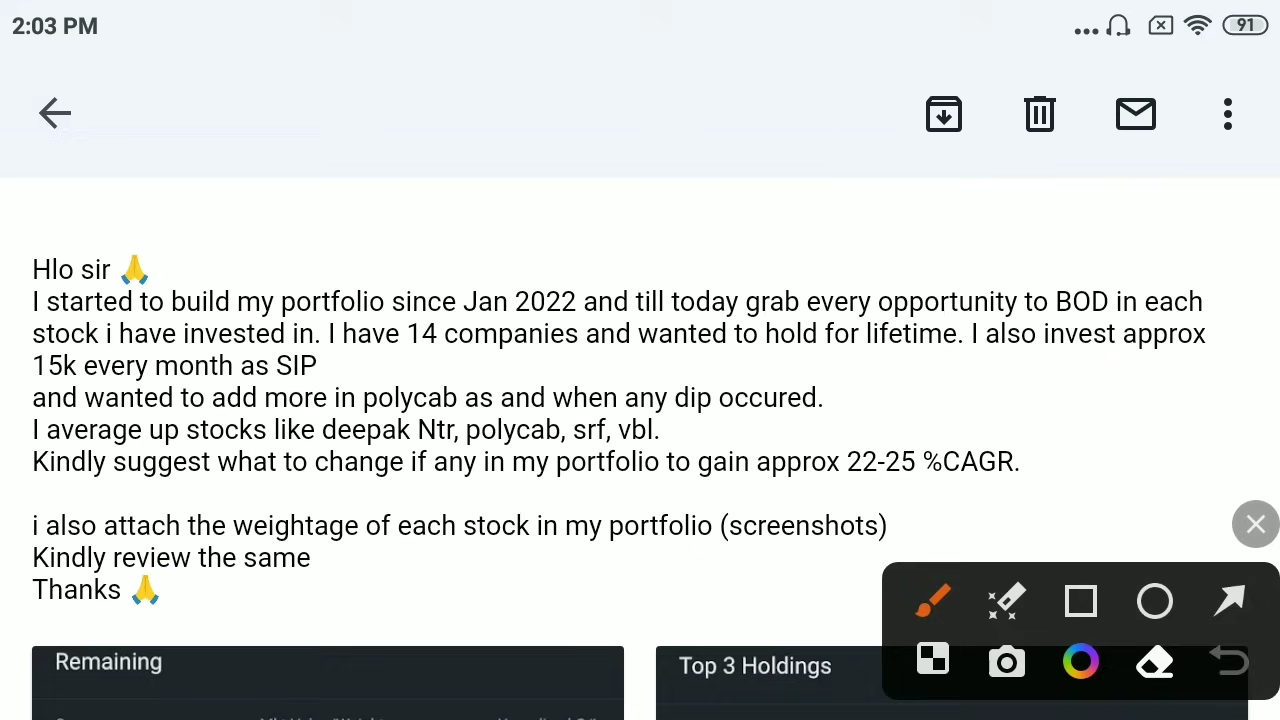 2:03 PM
91
Hlo sir 🙏
I started to build my portfolio since Jan 2022 and till today grab every opportunity to BOD in each
stock i have invested in. I have 14 companies and wanted to hold for lifetime. I also invest approx
15k every month as SIP
and wanted to add more in polycab as and when any dip occured.
I average up stocks like deepak Ntr, polycab, srf, vbl.
Kindly suggest what to change if any in my portfolio to gain approx 22-25 %CAGR.
i also attach the weightage of each stock in my portfolio (screenshots)
Kindly review the same
Thanks 🙏
Remaining
Top 3 Holdings